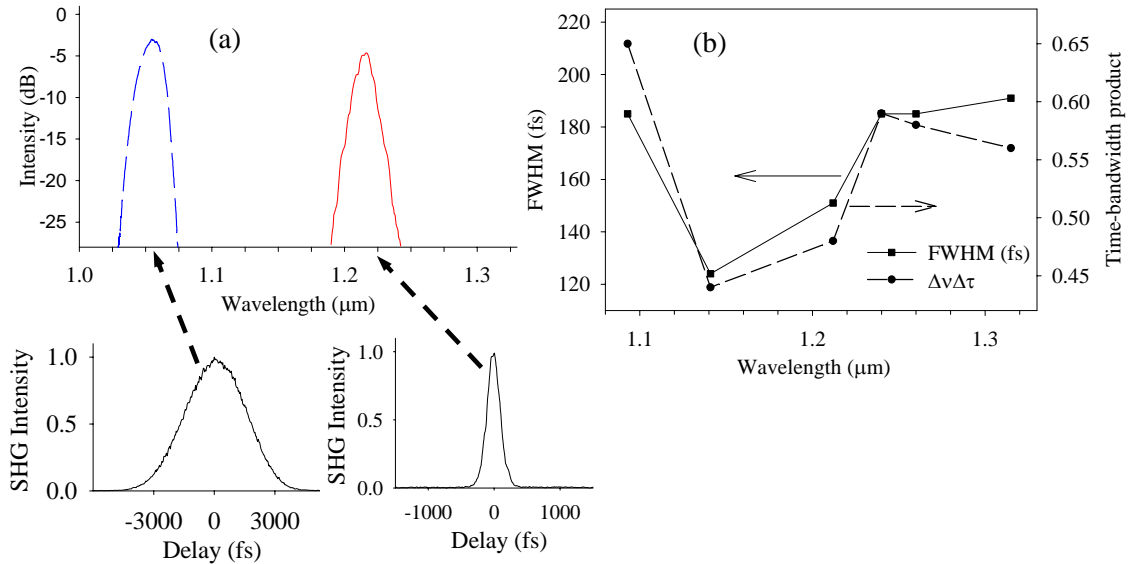 (a)
Intensity (dB)
0
-5
-10
-15
-20
-25
1.0
1.1
1.2
1.3
Wavelength (μm)
SHG Intensity
1.0
0.5
0.0
-3000
0
3000
Delay (fs)
SHG Intensity
1.0
0.5
0.0
-1000
0
1000
Delay (fs)
(b)
FWHM (fs)
220
200
180
160
140
120
1.1
1.2
1.3
Wavelength (μm)
0.65
0.60
0.55
0.50
0.45
Time-bandwidth product
FWHM (fs)
ΔνΔτ